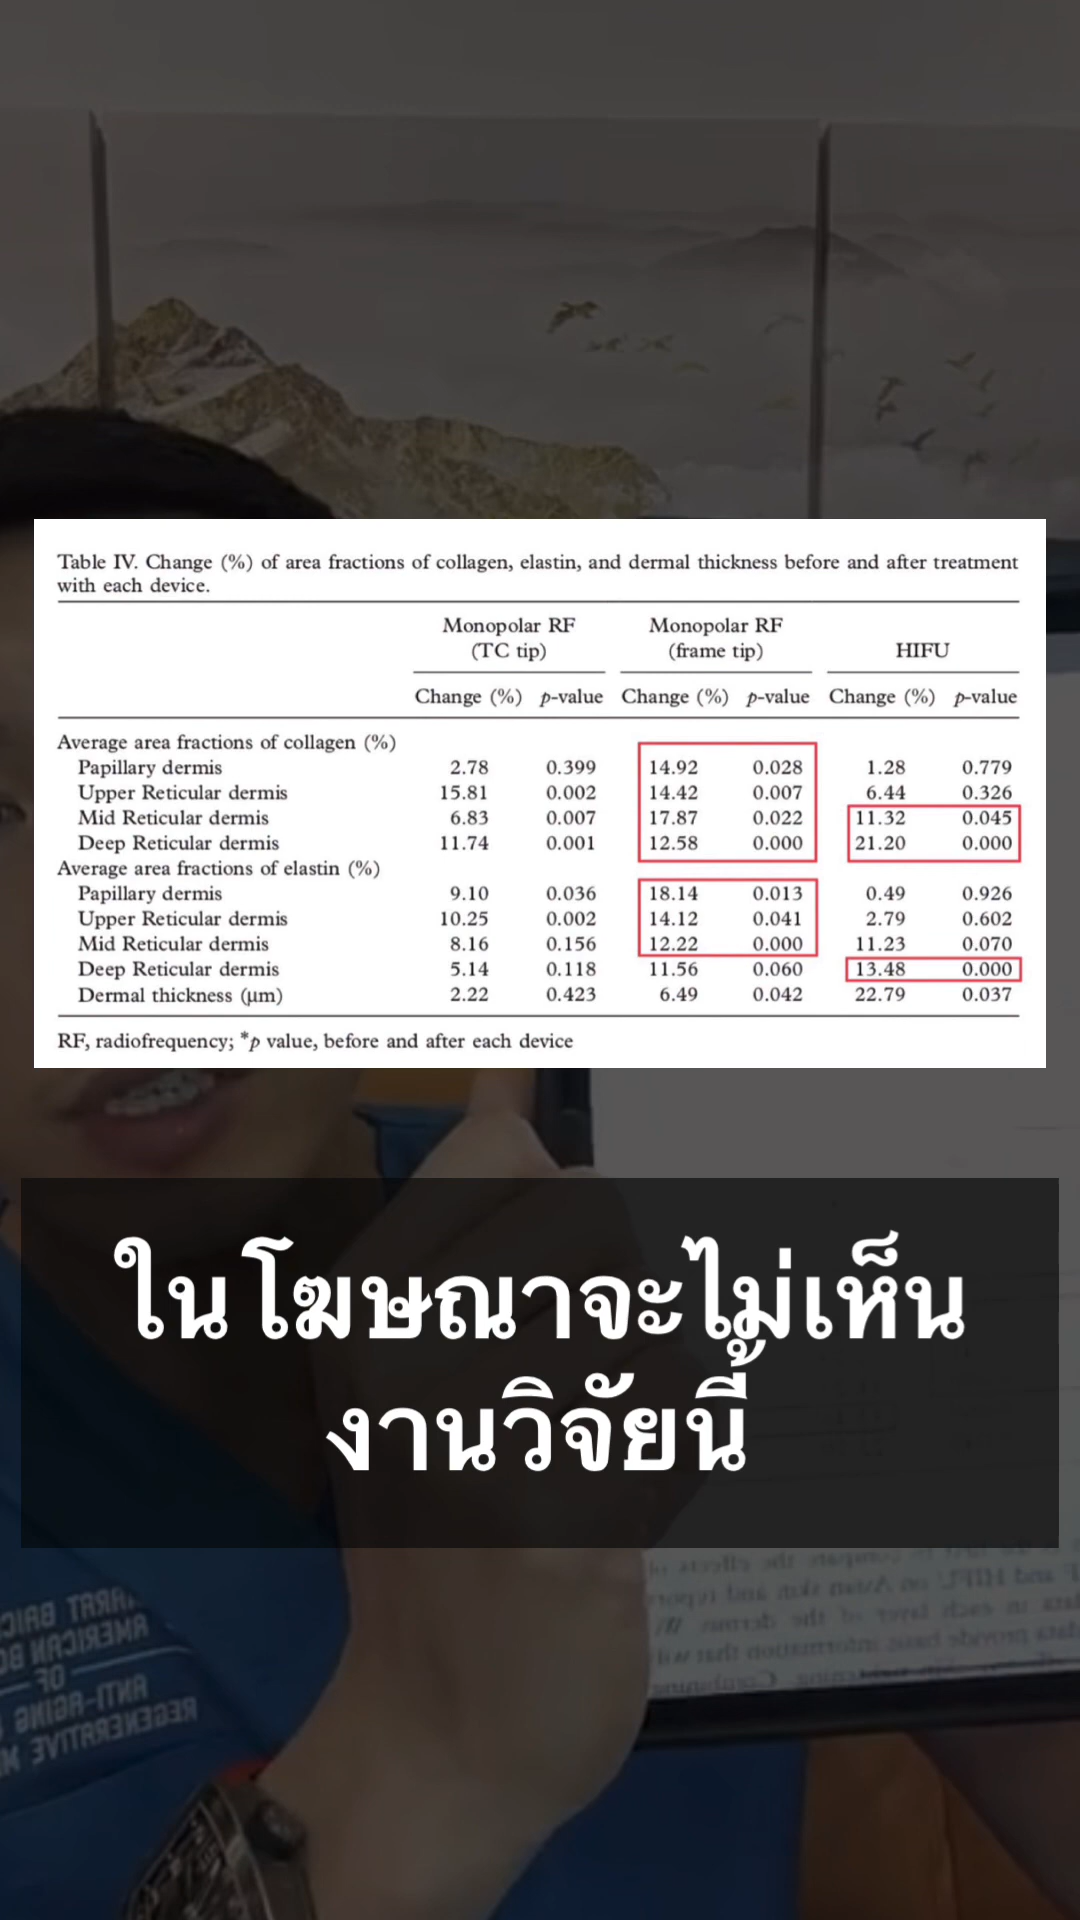 Table IV. Change (%) of area fractions of collagen, elastin, and dermal thickness before and after treatment
with each device.
Monopolar RF (TC tip) Monopolar RF (frame tip) HIFU
Change (%) p-value Change (%) p-value Change (%) p-value
Average area fractions of collagen (%)
Papillary dermis 2.78 0.399 14.92 0.028 1.28 0.779
Upper Reticular dermis 15.81 0.002 14.42 0.007 6.44 0.326
Mid Reticular dermis 6.83 0.007 17.87 0.022 11.32 0.045
Deep Reticular dermis 11.74 0.001 12.58 0.000 21.20 0.000
Average area fractions of elastin (%)
Papillary dermis 9.10 0.036 18.14 0.013 0.49 0.926
Upper Reticular dermis 10.25 0.002 14.12 0.041 2.79 0.602
Mid Reticular dermis 8.16 0.156 12.22 0.000 11.23 0.070
Deep Reticular dermis 5.14 0.118 11.56 0.060 13.48 0.000
Dermal thickness (μm) 2.22 0.423 6.49 0.042 22.79 0.037
RF, radiofrequency; *p value, before and after each device
ในโฆษณาจะไม่เห็น
งานวิจัยนี้
AMERICAN
OF
ANTI-AGING
REGENERATIVE